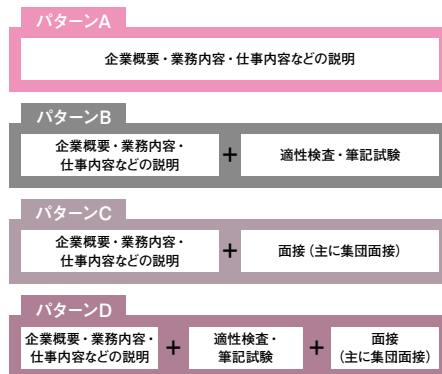 パターンA
企業概要・業務内容・仕事内容などの説明
パターンB
企業概要・業務内容・
仕事内容などの説明
+
適性検査・筆記試験
パターンC
企業概要・業務内容・
仕事内容などの説明
+
面接（主に集団面接）
パターンD
企業概要・業務内容・
仕事内容などの説明
+
適性検査・
筆記試験
+
面接
（主に集団面接）